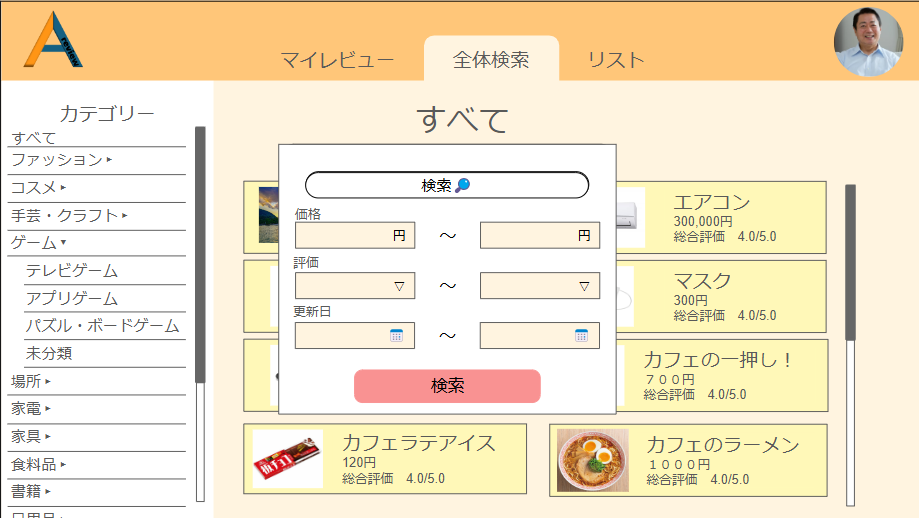 A review
マイレビュー
全体検索
リスト
カテゴリー
すべて
ファッション▸
コスメ▸
手芸・クラフト▸
ゲーム▾
テレビゲーム
アプリゲーム
パズル・ボードゲーム
未分類
場所▸
家電▸
家具▸
食料品▸
書籍▸
すべて
検索
価格
円 ～ 円
評価
▽ ～ ▽
更新日
～
検索
エアコン
300,000円
総合評価 4.0/5.0
マスク
300円
総合評価 4.0/5.0
カフェの一押し！
７００円
総合評価 4.0/5.0
カフェラテアイス
120円
総合評価 4.0/5.0
カフェのラーメン
１０００円
総合評価 4.0/5.0